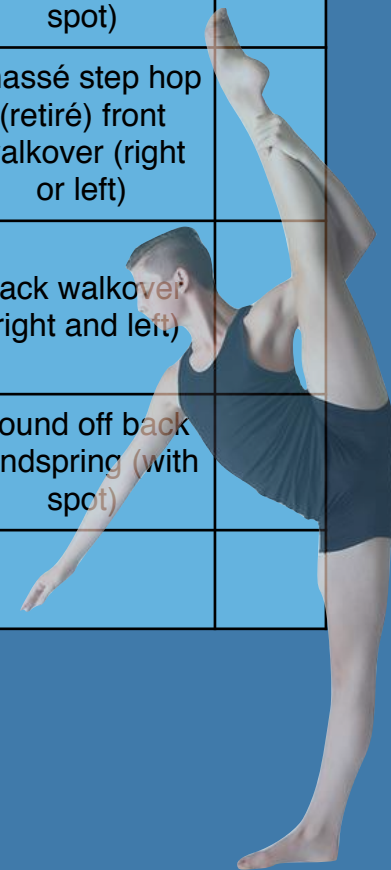 spot)
assé step hop
(retiré) front
alkover (right
or left)
ack walkover
right and left)
ound off back
ndspring (with
spot)